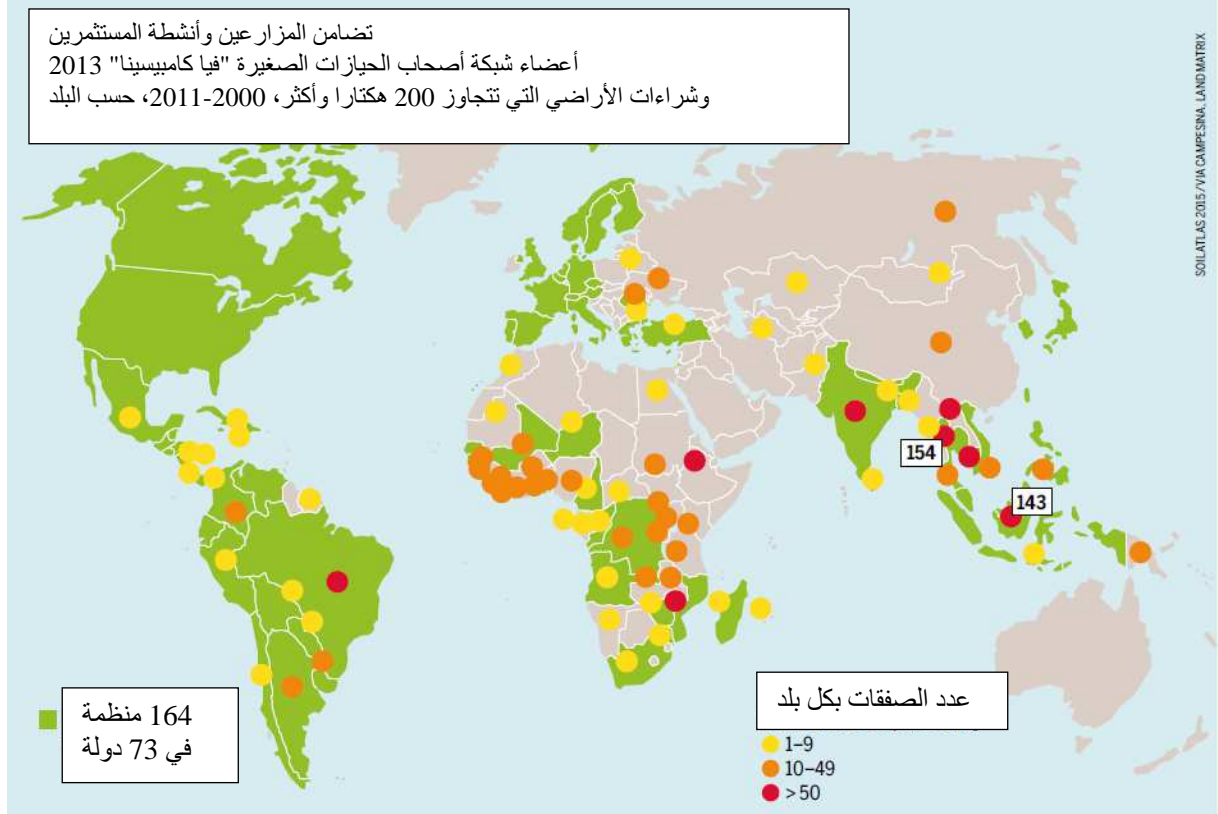 تضامن المزارعين وأنشطة المستثمرين
أعضاء شبكة أصحاب الحيازات الصغيرة "فيا كامبيسينا" 2013
وشراءات الأراضي التي تتجاوز 200 هكتارا وأكثر، 2000-2011، حسب البلد
SOIL ATLAS 2015 / VIA CAMPESINA, LAND MATRIX
154
143
164 منظمة
في 73 دولة
عدد الصفقات بكل بلد
1–9
10–49
> 50